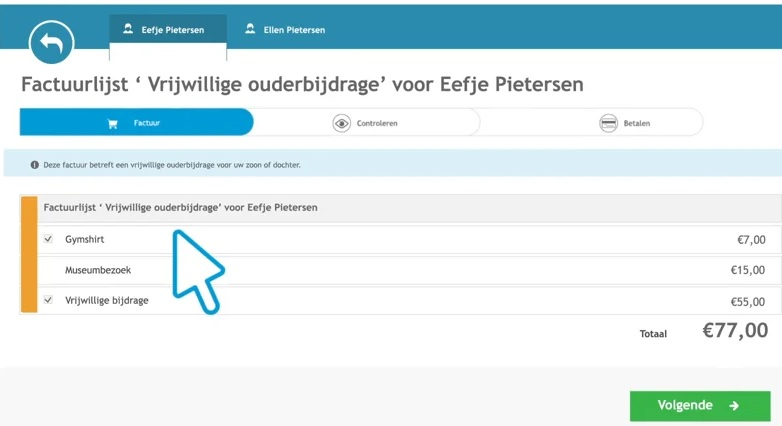 Eefje Pietersen Ellen Pietersen
Factuurlijst ‘ Vrijwillige ouderbijdrage’ voor Eefje Pietersen
Factuur Controleren Betalen
Deze factuur betreft een vrijwillige ouderbijdrage voor uw zoon of dochter.
Factuurlijst ‘ Vrijwillige ouderbijdrage’ voor Eefje Pietersen
Gymshirt €7,00
Museumbezoek €15,00
Vrijwillige bijdrage €55,00
Totaal €77,00
Volgende